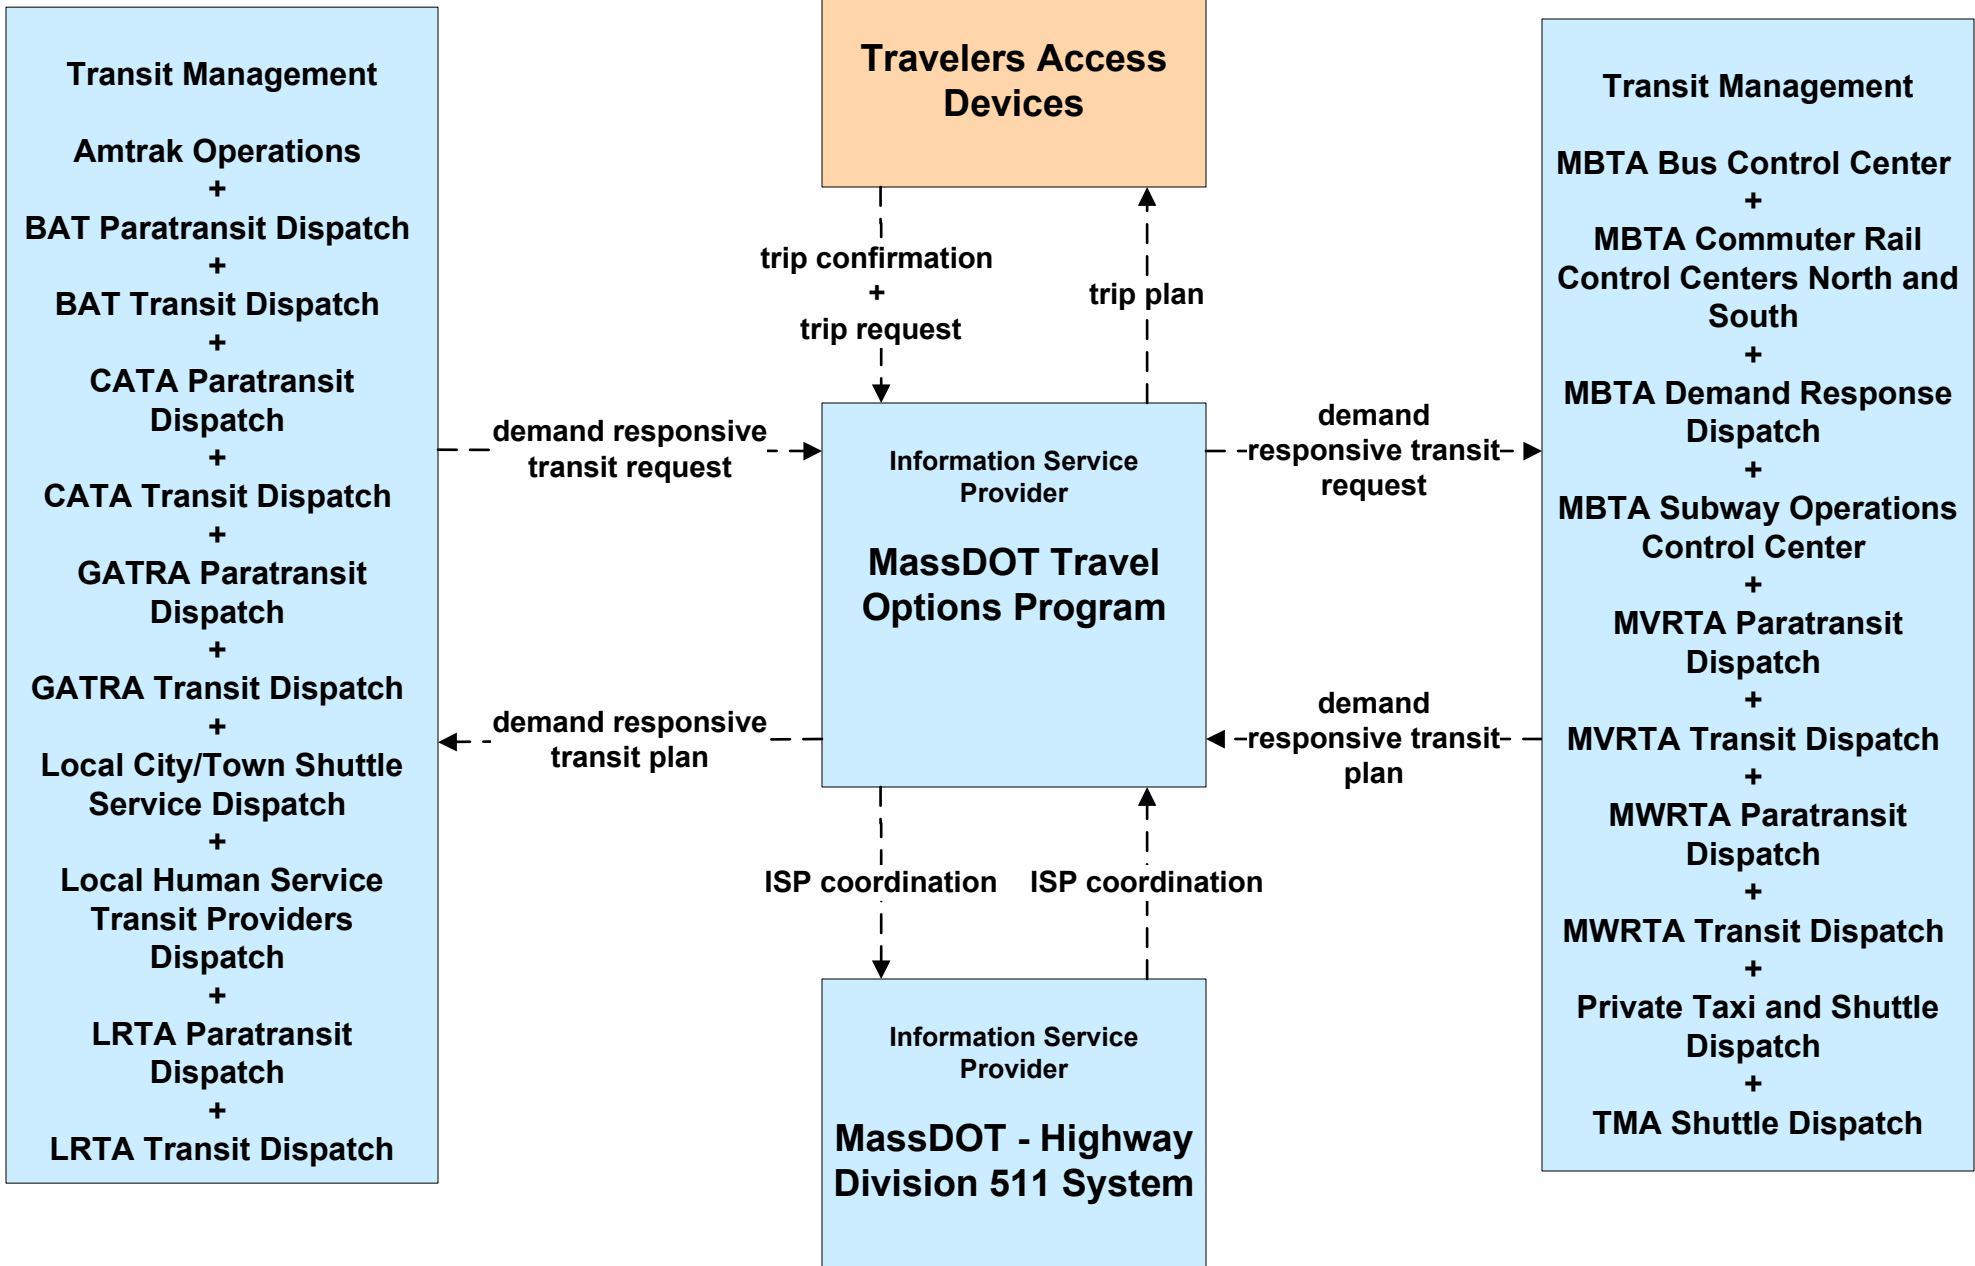 Transit Management
Amtrak Operations
+
BAT Paratransit Dispatch
+
BAT Transit Dispatch
+
CATA Paratransit
Dispatch
+
CATA Transit Dispatch
+
GATRA Paratransit
Dispatch
+
GATRA Transit Dispatch
+
Local City/Town Shuttle
Service Dispatch
+
Local Human Service
Transit Providers
Dispatch
+
LRTA Paratransit
Dispatch
+
LRTA Transit Dispatch
demand responsive
transit request
demand responsive
transit plan
Travelers Access
Devices
trip confirmation
+
trip request
trip plan
Information Service
Provider
MassDOT Travel
Options Program
ISP coordination
ISP coordination
Information Service
Provider
MassDOT - Highway
Division 511 System
demand
responsive transit
request
demand
responsive transit
plan
Transit Management
MBTA Bus Control Center
+
MBTA Commuter Rail
Control Centers North and
South
+
MBTA Demand Response
Dispatch
+
MBTA Subway Operations
Control Center
+
MVRTA Paratransit
Dispatch
+
MVRTA Transit Dispatch
+
MWRTA Paratransit
Dispatch
+
MWRTA Transit Dispatch
+
Private Taxi and Shuttle
Dispatch
+
TMA Shuttle Dispatch